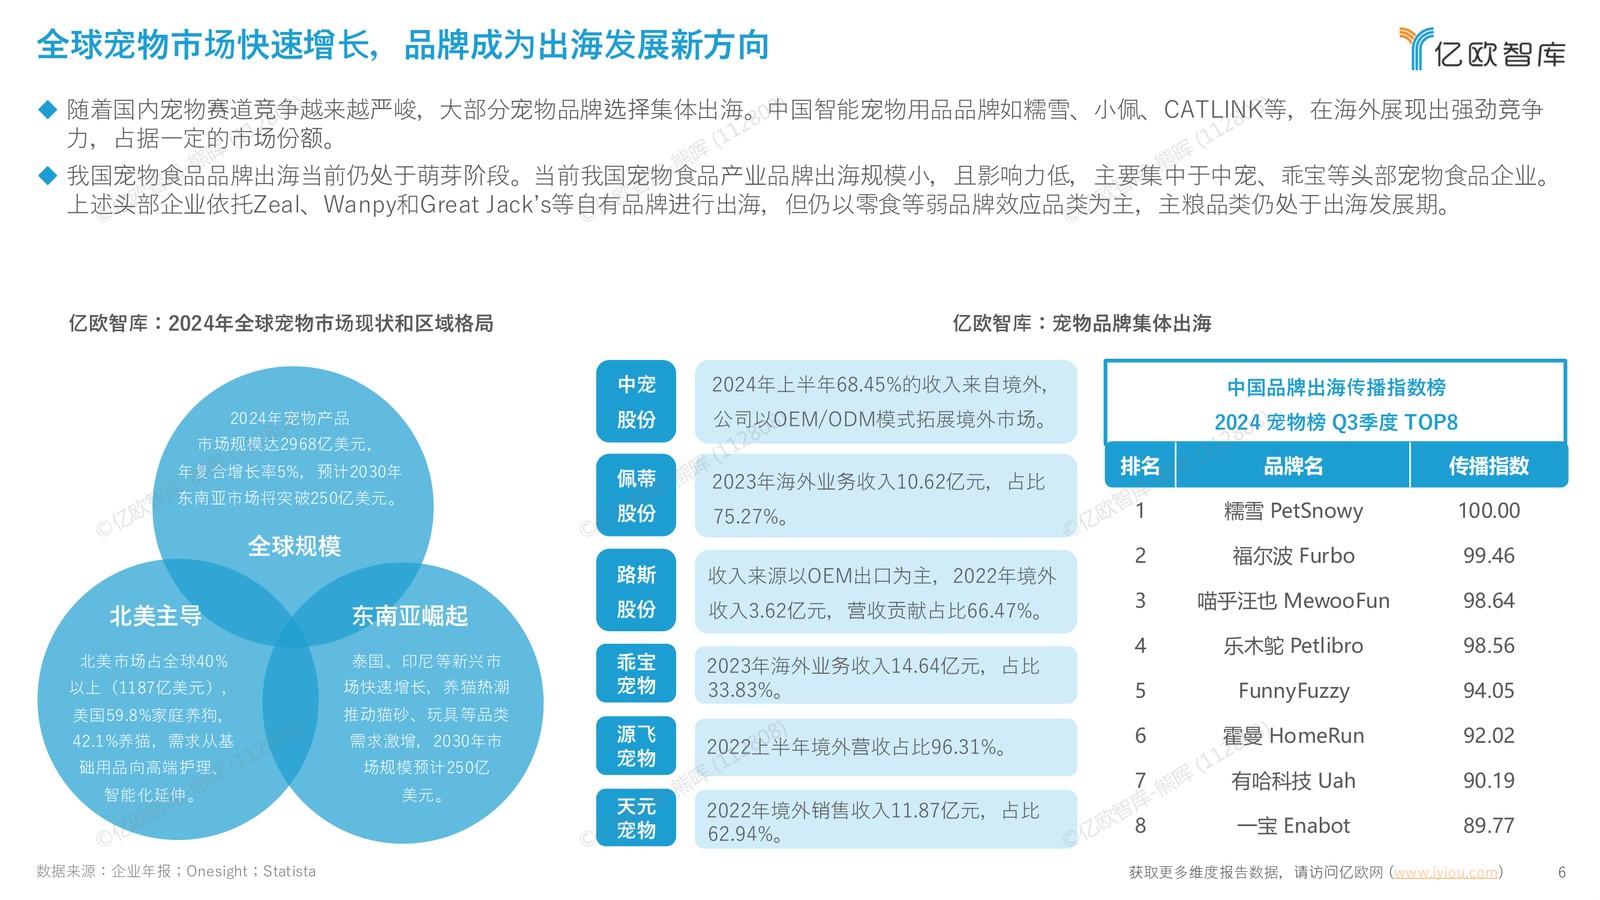 全球宠物市场快速增长，品牌成为出海发展新方向
亿欧智库
◆ 随着国内宠物赛道竞争越来越严峻，大部分宠物品牌选择集体出海。中国智能宠物用品品牌如糯雪、小佩、CATLINK等，在海外展现出强劲竞争
力，占据一定的市场份额。
◆ 我国宠物食品品牌出海当前仍处于萌芽阶段。当前我国宠物食品产业品牌出海规模小，且影响力低，主要集中于中宠、乖宝等头部宠物食品企业。
上述头部企业依托Zeal、Wanpy和Great Jack’s等自有品牌进行出海，但仍以零食等弱品牌效应品类为主，主粮品类仍处于出海发展期。
亿欧智库：2024年全球宠物市场现状和区域格局
2024年宠物产品
市场规模达2968亿美元，
年复合增长率5%，预计2030年
东南亚市场将突破250亿美元。
全球规模
北美主导
北美市场占全球40%
以上（1187亿美元），
美国59.8%家庭养狗，
42.1%养猫，需求从基
础用品向高端护理、
智能化延伸。
东南亚崛起
泰国、印尼等新兴市
场快速增长，养猫热潮
推动猫砂、玩具等品类
需求激增，2030年市
场规模预计250亿
美元。
亿欧智库：宠物品牌集体出海
中宠
股份
2024年上半年68.45%的收入来自境外，
公司以OEM/ODM模式拓展境外市场。
佩蒂
股份
2023年海外业务收入10.62亿元，占比
75.27%。
路斯
股份
收入来源以OEM出口为主，2022年境外
收入3.62亿元，营收贡献占比66.47%。
乖宝
宠物
2023年海外业务收入14.64亿元，占比
33.83%。
源飞
宠物
2022上半年境外营收占比96.31%。
天元
宠物
2022年境外销售收入11.87亿元，占比
62.94%。
中国品牌出海传播指数榜
2024 宠物榜 Q3季度 TOP8
排名 品牌名 传播指数
1 糯雪 PetSnowy 100.00
2 福尔波 Furbo 99.46
3 喵乎汪也 MewooFun 98.64
4 乐木鸵 Petlibro 98.56
5 FunnyFuzzy 94.05
6 霍曼 HomeRun 92.02
7 有哈科技 Uah 90.19
8 一宝 Enabot 89.77
数据来源：企业年报；Onesight；Statista
获取更多维度报告数据，请访问亿欧网 (www.iyiou.com)
6
©亿欧智库-熊晖 (112808)